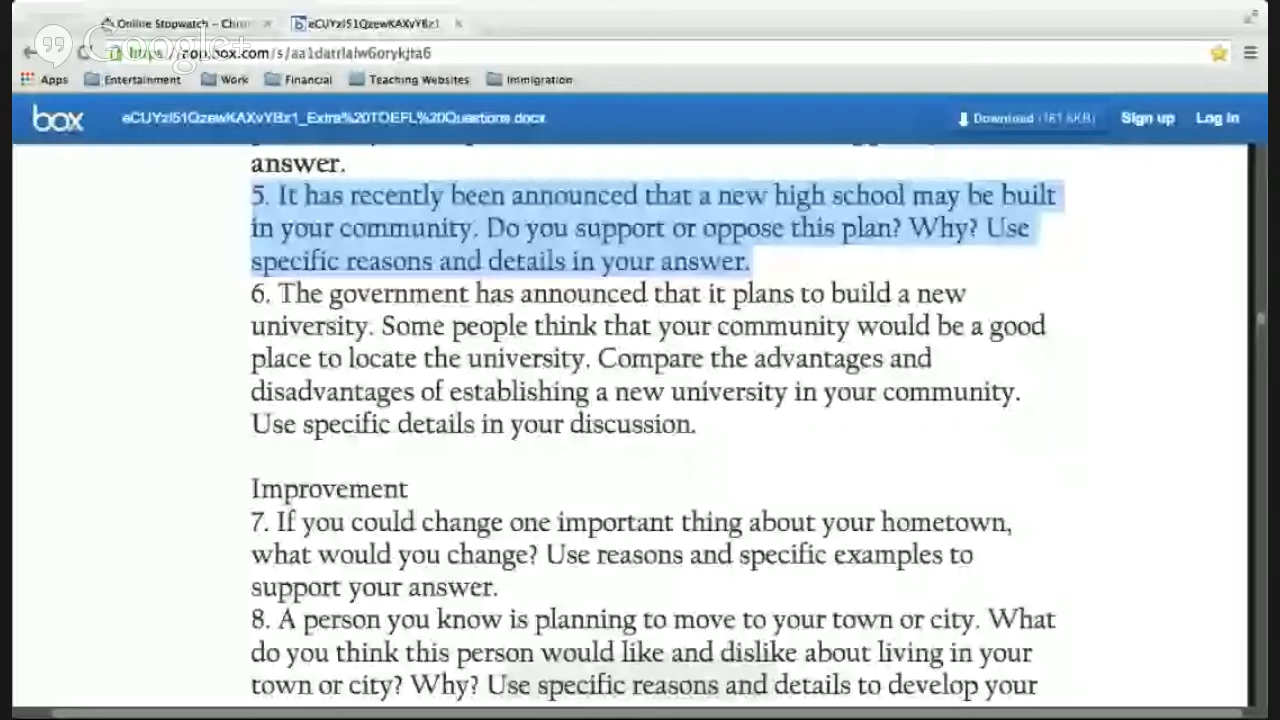 Online Stopwatch – Chro
eCUYzI51QzewKAXvYBz1
Google+
Apps Entertainment Work Financial Teaching Websites Immigration
box eCUYzI51QzewKAXvYBz1_Extra%20TOEFL%20Questions.docx Download (181.6KB) Sign up Log In
answer.
5. It has recently been announced that a new high school may be built
in your community. Do you support or oppose this plan? Why? Use
specific reasons and details in your answer.
6. The government has announced that it plans to build a new
university. Some people think that your community would be a good
place to locate the university. Compare the advantages and
disadvantages of establishing a new university in your community.
Use specific details in your discussion.
Improvement
7. If you could change one important thing about your hometown,
what would you change? Use reasons and specific examples to
support your answer.
8. A person you know is planning to move to your town or city. What
do you think this person would like and dislike about living in your
town or city? Why? Use specific reasons and details to develop your